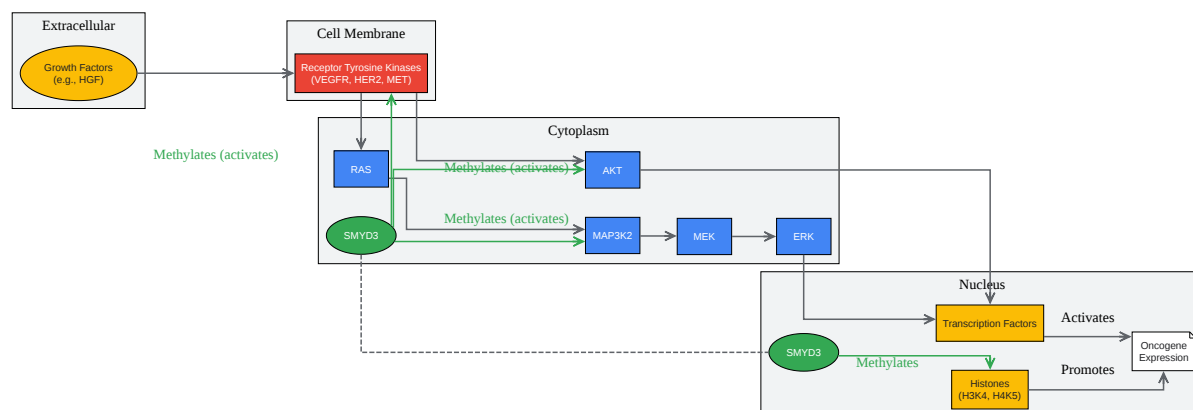 Extracellular
Growth Factors
(e.g., HGF)
Cell Membrane
Receptor Tyrosine Kinases
(VEGFR, HER2, MET)
Cytoplasm
Methylates (activates)
RAS
Methylates (activates)
AKT
SMYD3
Methylates (activates)
MAP3K2
MEK
ERK
Nucleus
Transcription Factors
Activates
Oncogene
Expression
SMYD3
Methylates
Histones
(H3K4, H4K5)
Promotes